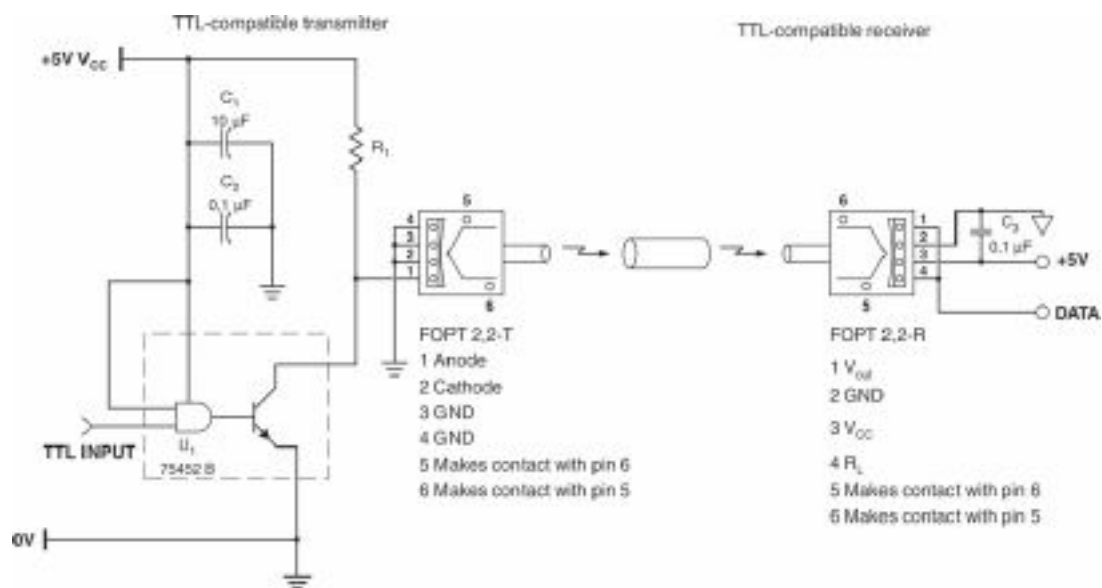 TTL-compatible transmitter
TTL-compatible receiver
+5V V_CC
C₁
10 µF
C₂
0,1 µF
R₁
TTL INPUT
U₁
75452 B
0V
5
4
3
2
1
6
FOPT 2,2-T
1 Anode
2 Cathode
3 GND
4 GND
5 Makes contact with pin 6
6 Makes contact with pin 5
6
1
2
3
4
5
C₃
0.1 µF
+5V
DATA
FOPT 2,2-R
1 V_out
2 GND
3 V_CC
4 R_L
5 Makes contact with pin 6
6 Makes contact with pin 5